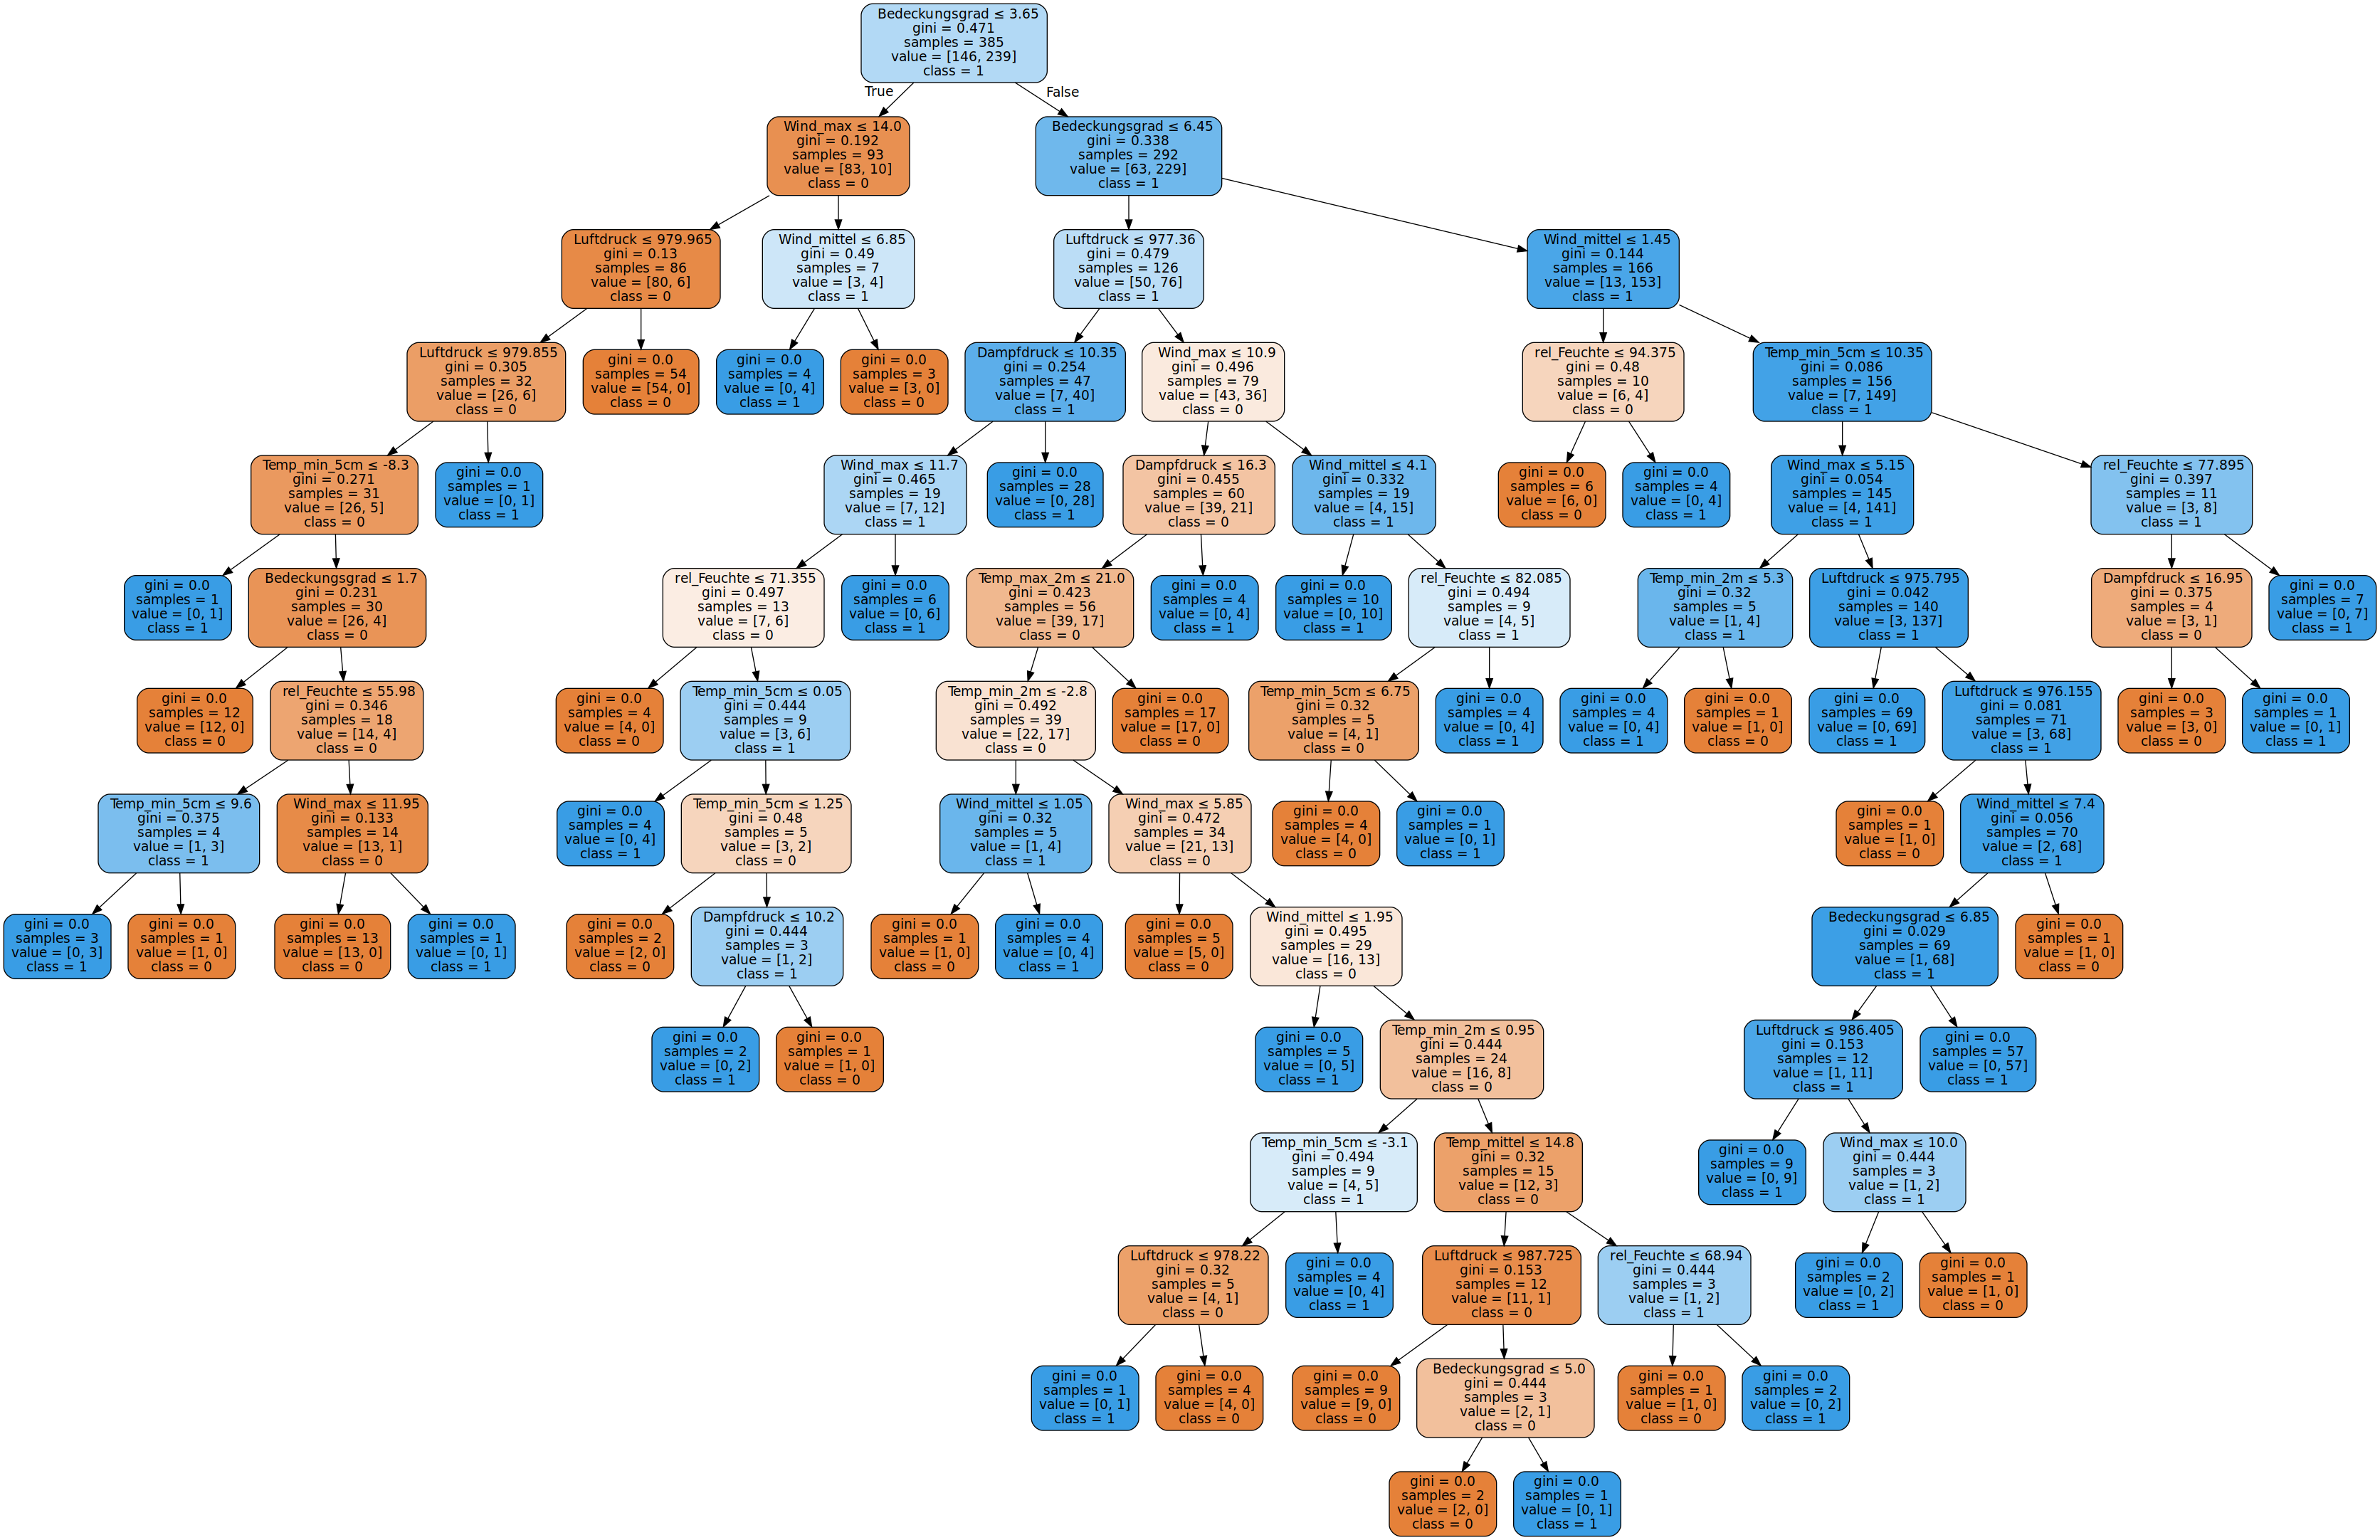 Bedeckungsgrad ≤ 3.65
gini = 0.471
samples = 385
value = [146, 239]
class = 1
True
False
Wind_max ≤ 14.0
gini = 0.192
samples = 93
value = [83, 10]
class = 0
Bedeckungsgrad ≤ 6.45
gini = 0.338
samples = 292
value = [63, 229]
class = 1
Luftdruck ≤ 979.965
gini = 0.13
samples = 86
value = [80, 6]
class = 0
Wind_mittel ≤ 6.85
gini = 0.49
samples = 7
value = [3, 4]
class = 1
Luftdruck ≤ 977.36
gini = 0.479
samples = 126
value = [50, 76]
class = 1
Wind_mittel ≤ 1.45
gini = 0.144
samples = 166
value = [13, 153]
class = 1
Luftdruck ≤ 979.855
gini = 0.305
samples = 32
value = [26, 6]
class = 0
gini = 0.0
samples = 54
value = [54, 0]
class = 0
gini = 0.0
samples = 4
value = [0, 4]
class = 1
gini = 0.0
samples = 3
value = [3, 0]
class = 0
Dampfdruck ≤ 10.35
gini = 0.254
samples = 47
value = [7, 40]
class = 1
Wind_max ≤ 10.9
gini = 0.496
samples = 79
value = [43, 36]
class = 0
rel_Feuchte ≤ 94.375
gini = 0.48
samples = 10
value = [6, 4]
class = 0
Temp_min_5cm ≤ 10.35
gini = 0.086
samples = 156
value = [7, 149]
class = 1
Temp_min_5cm ≤ -8.3
gini = 0.271
samples = 31
value = [26, 5]
class = 0
gini = 0.0
samples = 1
value = [0, 1]
class = 1
Wind_max ≤ 11.7
gini = 0.465
samples = 19
value = [7, 12]
class = 1
gini = 0.0
samples = 28
value = [0, 28]
class = 1
Dampfdruck ≤ 16.3
gini = 0.455
samples = 60
value = [39, 21]
class = 0
Wind_mittel ≤ 4.1
gini = 0.332
samples = 19
value = [4, 15]
class = 1
gini = 0.0
samples = 6
value = [6, 0]
class = 0
gini = 0.0
samples = 4
value = [0, 4]
class = 1
Wind_max ≤ 5.15
gini = 0.054
samples = 145
value = [4, 141]
class = 1
rel_Feuchte ≤ 77.895
gini = 0.397
samples = 11
value = [3, 8]
class = 1
gini = 0.0
samples = 1
value = [0, 1]
class = 1
Bedeckungsgrad ≤ 1.7
gini = 0.231
samples = 30
value = [26, 4]
class = 0
rel_Feuchte ≤ 71.355
gini = 0.497
samples = 13
value = [7, 6]
class = 0
gini = 0.0
samples = 6
value = [0, 6]
class = 1
Temp_max_2m ≤ 21.0
gini = 0.423
samples = 56
value = [39, 17]
class = 0
gini = 0.0
samples = 4
value = [0, 4]
class = 1
gini = 0.0
samples = 10
value = [0, 10]
class = 1
rel_Feuchte ≤ 82.085
gini = 0.494
samples = 9
value = [4, 5]
class = 1
Temp_min_2m ≤ 5.3
gini = 0.32
samples = 5
value = [1, 4]
class = 1
Luftdruck ≤ 975.795
gini = 0.042
samples = 140
value = [3, 137]
class = 1
Dampfdruck ≤ 16.95
gini = 0.375
samples = 4
value = [3, 1]
class = 0
gini = 0.0
samples = 7
value = [0, 7]
class = 1
gini = 0.0
samples = 12
value = [12, 0]
class = 0
rel_Feuchte ≤ 55.98
gini = 0.346
samples = 18
value = [14, 4]
class = 0
gini = 0.0
samples = 4
value = [4, 0]
class = 0
Temp_min_5cm ≤ 0.05
gini = 0.444
samples = 9
value = [3, 6]
class = 1
Temp_min_2m ≤ -2.8
gini = 0.492
samples = 39
value = [22, 17]
class = 0
gini = 0.0
samples = 17
value = [17, 0]
class = 0
Temp_min_5cm ≤ 6.75
gini = 0.32
samples = 5
value = [4, 1]
class = 0
gini = 0.0
samples = 4
value = [0, 4]
class = 1
gini = 0.0
samples = 4
value = [0, 4]
class = 1
gini = 0.0
samples = 1
value = [1, 0]
class = 0
gini = 0.0
samples = 69
value = [0, 69]
class = 1
Luftdruck ≤ 976.155
gini = 0.081
samples = 71
value = [3, 68]
class = 1
gini = 0.0
samples = 3
value = [3, 0]
class = 0
gini = 0.0
samples = 1
value = [0, 1]
class = 1
Temp_min_5cm ≤ 9.6
gini = 0.375
samples = 4
value = [1, 3]
class = 1
Wind_max ≤ 11.95
gini = 0.133
samples = 14
value = [13, 1]
class = 0
gini = 0.0
samples = 4
value = [0, 4]
class = 1
Temp_min_5cm ≤ 1.25
gini = 0.48
samples = 5
value = [3, 2]
class = 0
Wind_mittel ≤ 1.05
gini = 0.32
samples = 5
value = [1, 4]
class = 1
Wind_max ≤ 5.85
gini = 0.472
samples = 34
value = [21, 13]
class = 0
gini = 0.0
samples = 4
value = [4, 0]
class = 0
gini = 0.0
samples = 1
value = [0, 1]
class = 1
gini = 0.0
samples = 1
value = [1, 0]
class = 0
Wind_mittel ≤ 7.4
gini = 0.056
samples = 70
value = [2, 68]
class = 1
gini = 0.0
samples = 3
value = [0, 3]
class = 1
gini = 0.0
samples = 1
value = [1, 0]
class = 0
gini = 0.0
samples = 13
value = [13, 0]
class = 0
gini = 0.0
samples = 1
value = [0, 1]
class = 1
gini = 0.0
samples = 2
value = [2, 0]
class = 0
Dampfdruck ≤ 10.2
gini = 0.444
samples = 3
value = [1, 2]
class = 1
gini = 0.0
samples = 1
value = [1, 0]
class = 0
gini = 0.0
samples = 4
value = [0, 4]
class = 1
gini = 0.0
samples = 5
value = [5, 0]
class = 0
Wind_mittel ≤ 1.95
gini = 0.495
samples = 29
value = [16, 13]
class = 0
Bedeckungsgrad ≤ 6.85
gini = 0.029
samples = 69
value = [1, 68]
class = 1
gini = 0.0
samples = 1
value = [1, 0]
class = 0
gini = 0.0
samples = 2
value = [0, 2]
class = 1
gini = 0.0
samples = 1
value = [1, 0]
class = 0
gini = 0.0
samples = 5
value = [0, 5]
class = 1
Temp_min_2m ≤ 0.95
gini = 0.444
samples = 24
value = [16, 8]
class = 0
Luftdruck ≤ 986.405
gini = 0.153
samples = 12
value = [1, 11]
class = 1
gini = 0.0
samples = 57
value = [0, 57]
class = 1
Temp_min_5cm ≤ -3.1
gini = 0.494
samples = 9
value = [4, 5]
class = 1
Temp_mittel ≤ 14.8
gini = 0.32
samples = 15
value = [12, 3]
class = 0
gini = 0.0
samples = 9
value = [0, 9]
class = 1
Wind_max ≤ 10.0
gini = 0.444
samples = 3
value = [1, 2]
class = 1
Luftdruck ≤ 978.22
gini = 0.32
samples = 5
value = [4, 1]
class = 0
gini = 0.0
samples = 4
value = [0, 4]
class = 1
Luftdruck ≤ 987.725
gini = 0.153
samples = 12
value = [11, 1]
class = 0
rel_Feuchte ≤ 68.94
gini = 0.444
samples = 3
value = [1, 2]
class = 1
gini = 0.0
samples = 2
value = [0, 2]
class = 1
gini = 0.0
samples = 1
value = [1, 0]
class = 0
gini = 0.0
samples = 1
value = [0, 1]
class = 1
gini = 0.0
samples = 4
value = [4, 0]
class = 0
gini = 0.0
samples = 9
value = [9, 0]
class = 0
Bedeckungsgrad ≤ 5.0
gini = 0.444
samples = 3
value = [2, 1]
class = 0
gini = 0.0
samples = 1
value = [1, 0]
class = 0
gini = 0.0
samples = 2
value = [0, 2]
class = 1
gini = 0.0
samples = 2
value = [2, 0]
class = 0
gini = 0.0
samples = 1
value = [0, 1]
class = 1